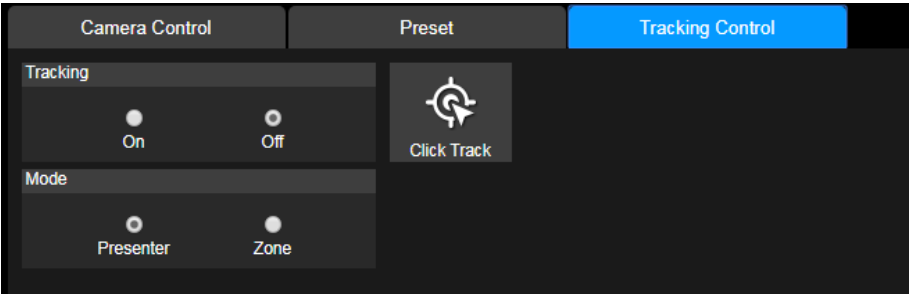 Camera Control
Preset
Tracking Control
Tracking
On
Off
Click Track
Mode
Presenter
Zone